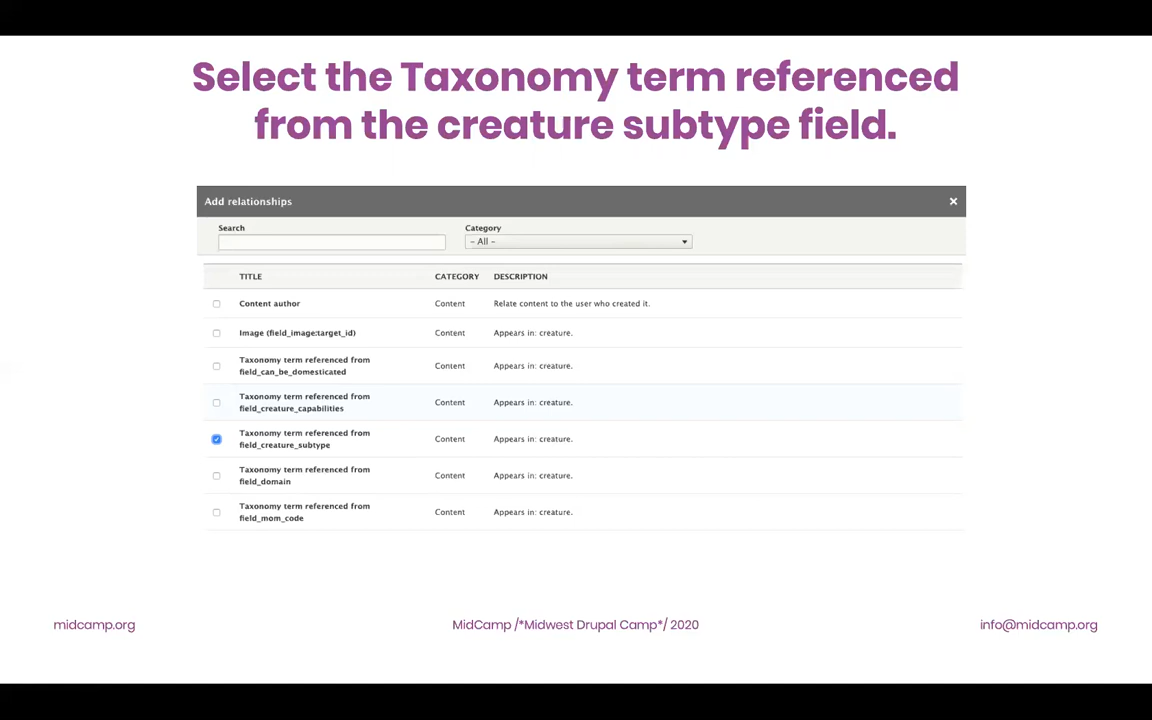 Select the Taxonomy term referenced
from the creature subtype field.
Add relationships ×
Search Category
- All -
TITLE CATEGORY DESCRIPTION
Content author Content Relate content to the user who created it.
Image (field_image:target_id) Content Appears in: creature.
Taxonomy term referenced from
field_can_be_domesticated Content Appears in: creature.
Taxonomy term referenced from
field_creature_capabilities Content Appears in: creature.
Taxonomy term referenced from
field_creature_subtype Content Appears in: creature.
Taxonomy term referenced from
field_domain Content Appears in: creature.
Taxonomy term referenced from
field_mom_code Content Appears in: creature.
midcamp.org MidCamp /*Midwest Drupal Camp*/ 2020 info@midcamp.org